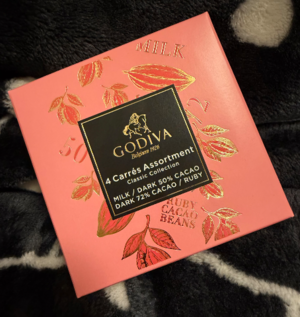 MILK
GODIVA
Belgium 1926
4 Carrés Assortment
Classic Collection
MILK / DARK 50% CACAO
DARK 72% CACAO / RUBY
RUBY
CACAO
BEANS